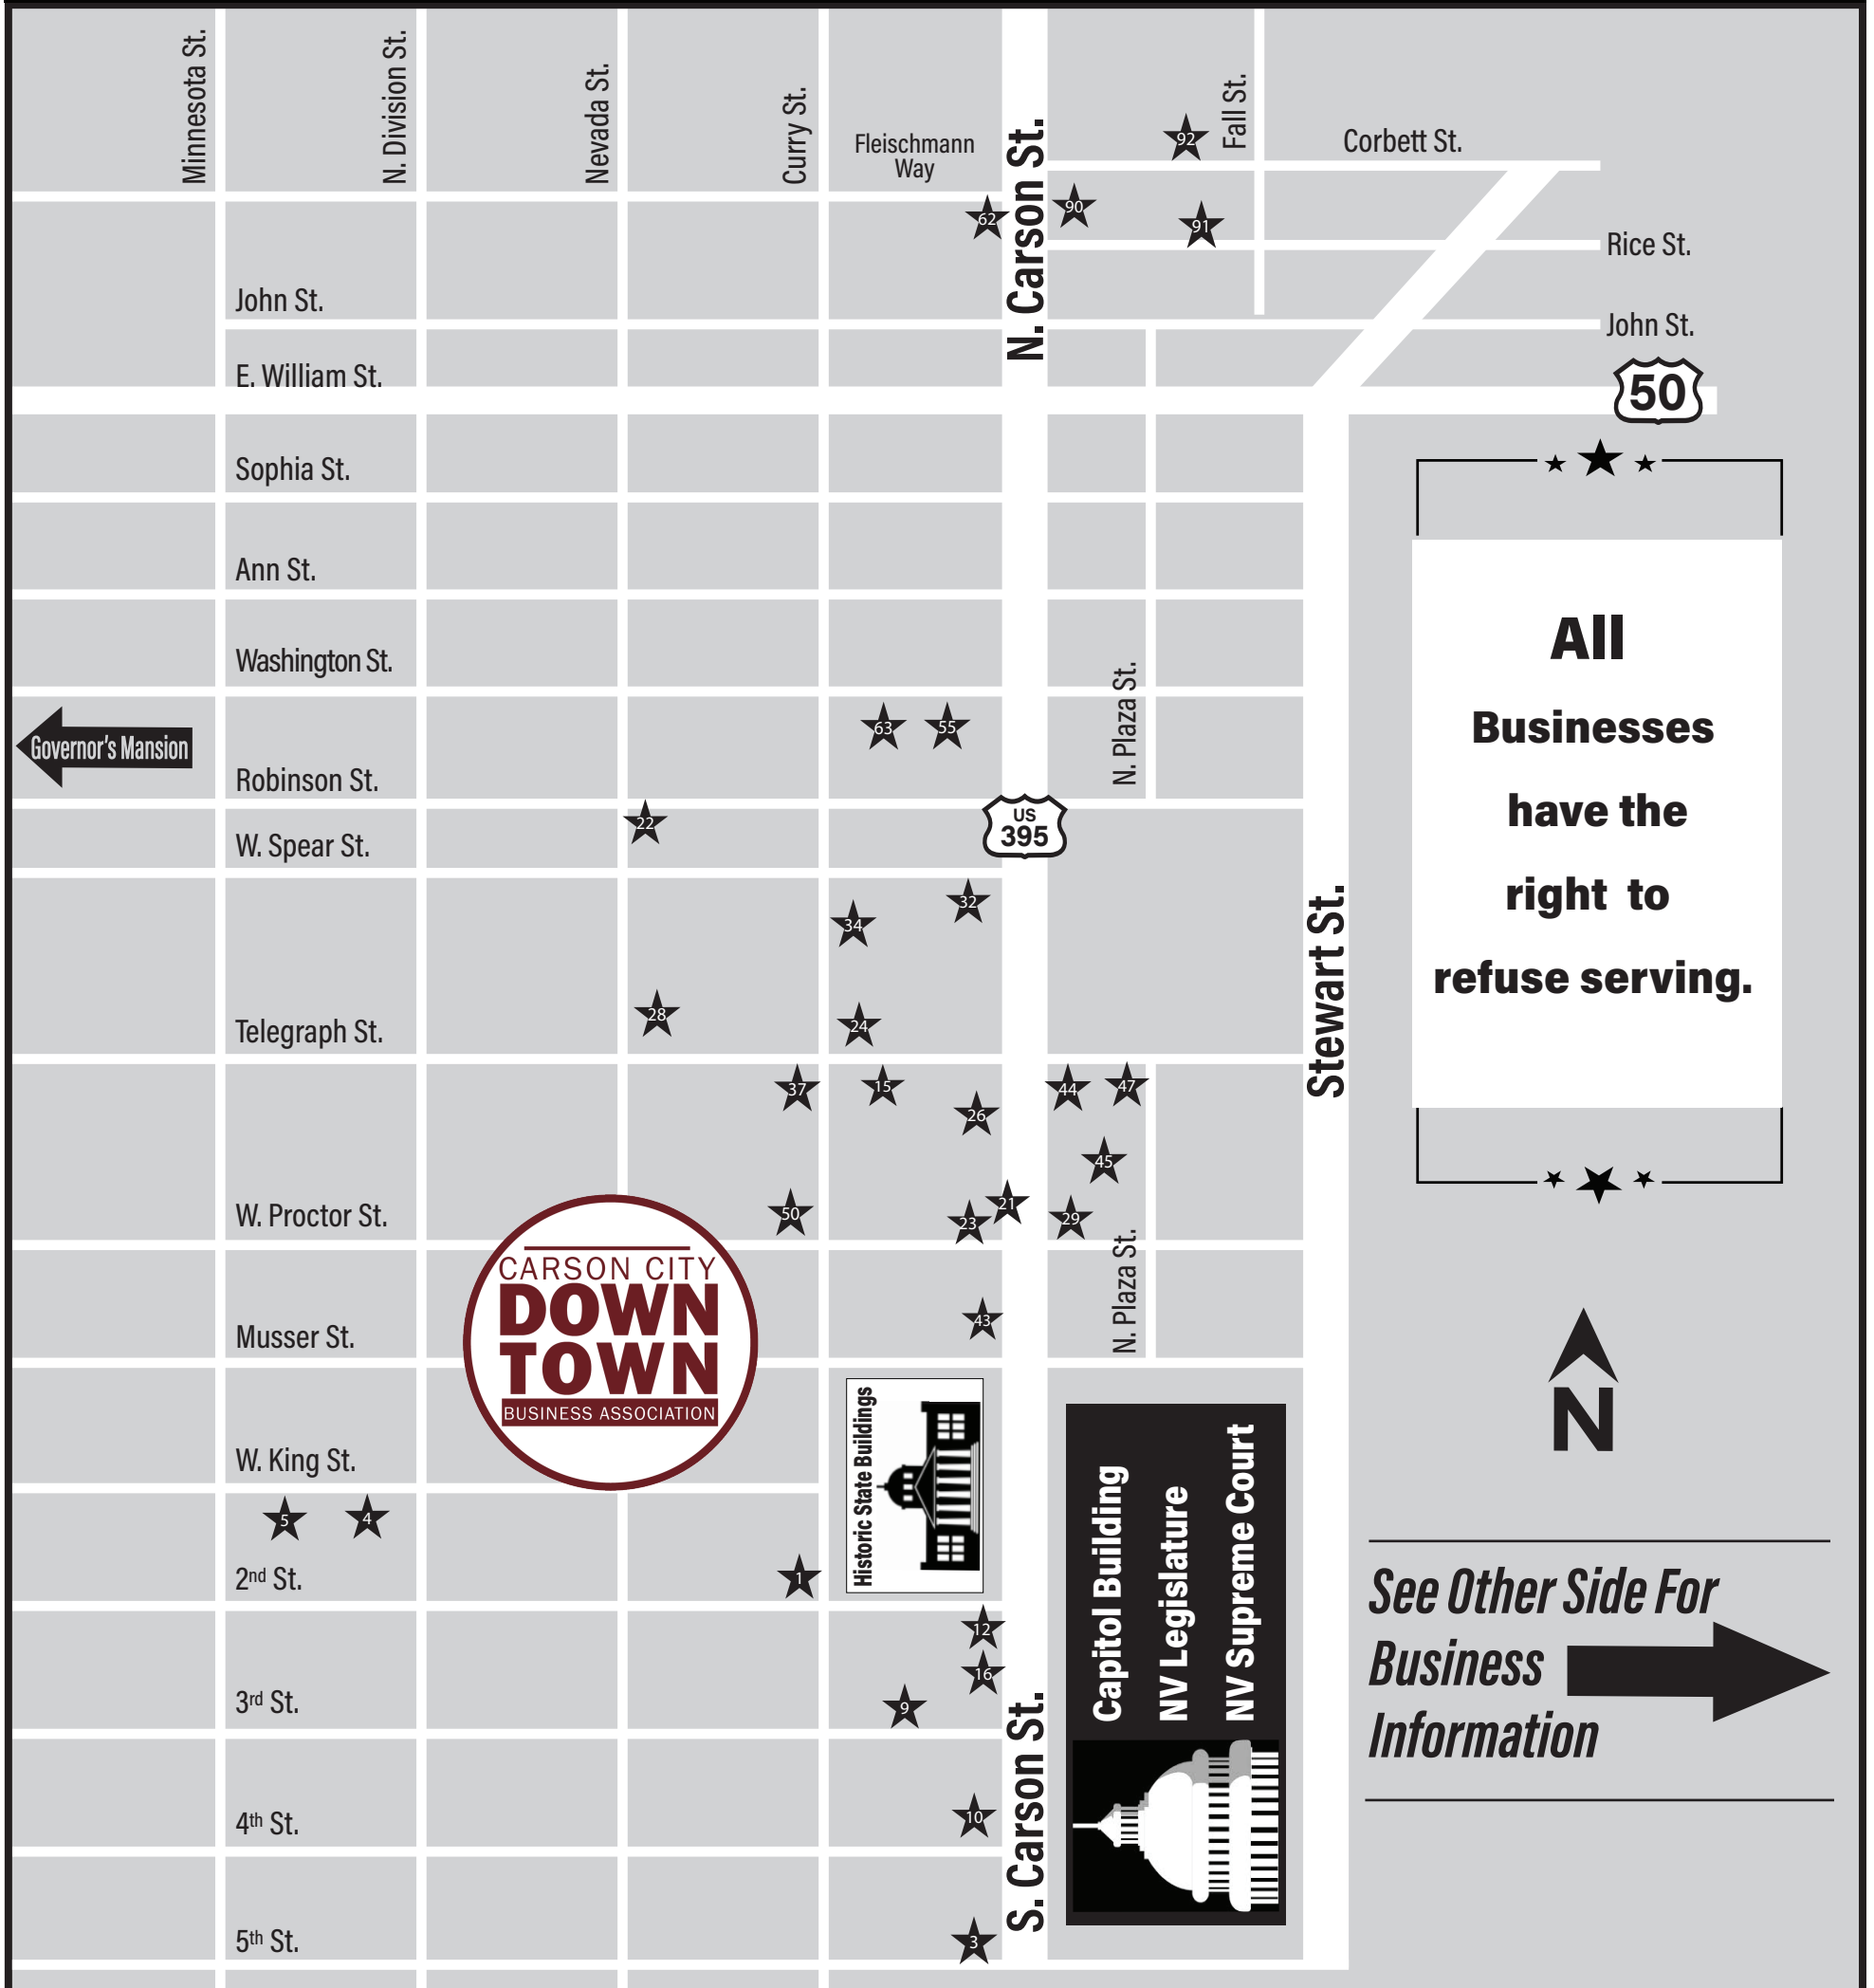 Minnesota St.
N. Division St.
Nevada St.
Curry St.
Fleischmann
Way
N. Carson St.
92
Fall St.
Corbett St.
62
90
91
Rice St.
John St.
John St.
E. William St.
50
Sophia St.
Ann St.
Washington St.
N. Plaza St.
63
55
Governor's Mansion
Robinson St.
22
US
395
W. Spear St.
32
34
28
24
Telegraph St.
Stewart St.
37
15
26
44
47
45
50
23
21
29
W. Proctor St.
N. Plaza St.
CARSON CITY
DOWN
TOWN
BUSINESS ASSOCIATION
43
Musser St.
Historic State Buildings
W. King St.
5
4
1
2nd St.
12
16
9
3rd St.
S. Carson St.
10
4th St.
3
5th St.
Capitol Building
NV Legislature
NV Supreme Court
All
Businesses
have the
right to
refuse serving.
N
See Other Side For
Business
Information